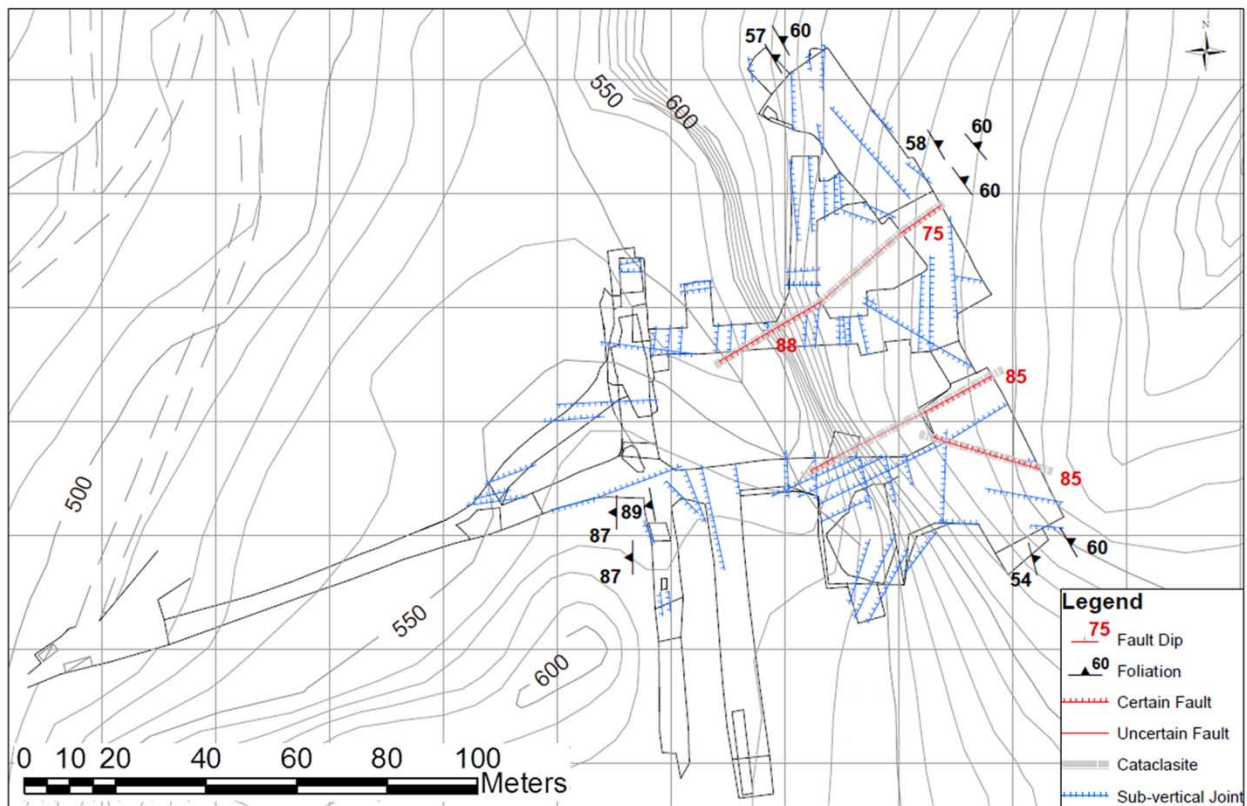 N
57 60
550
600
58 60
60
75
88
85
500
85
89
87
87
60
54
550
600
Legend
75
Fault Dip
60
Foliation
Certain Fault
Uncertain Fault
Cataclasite
Sub-vertical Joint
0 10 20 40 60 80 100
Meters